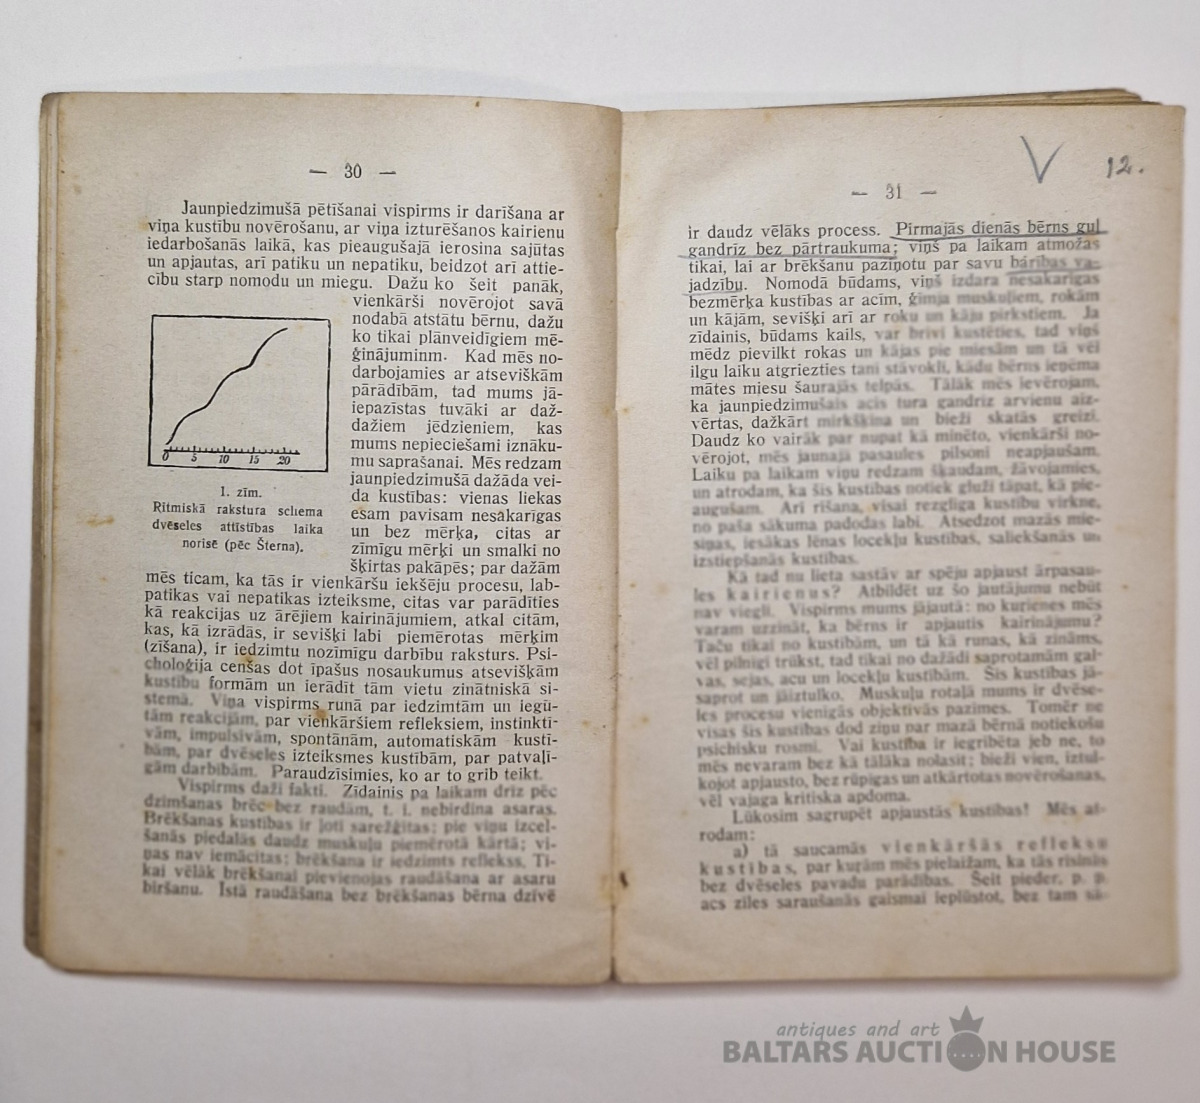 — 30 —
Jaunpiedzimušā pētīšanai vispirms ir darīšana ar
viņa kustību novērošanu, ar viņa izturēšanos kairienu
iedarbošanās laikā, kas pieaugušajā ierosina sajūtas
un apjautas, arī patiku un nepatiku, beidzot arī attie-
cību starp nomodu un miegu. Dažu ko šeit panāk,
vienkārši novērojot savā
nodabā atstātu bērnu, dažu
ko tikai plānveidīgiem mē-
ģinājuminm. Kad mēs no-
darbojamies ar atsevišķām
pārādībām, tad mums jā-
iepazīstas tuvāki ar daž-
dažiem jēdzieniem, kas
mums nepieciešami iznāku-
mu saprašanai. Mēs redzam
jaunpiedzimušā dažāda vei-
da kustības: vienas liekas
esam pavisam nesakarīgas
un bez mērķa, citas ar
zīmīgu mērķi un smalki no
šķirtas pakāpēs; par dažām
0 5 10 15 20
1. zīm.
Ritmiskā rakstura schema
dvēseles attīstības laika
norisē (pēc Šterna).
mēs ticam, ka tās ir vienkāršu iekšēju procesu, lab-
patikas vai nepatikas izteiksme, citas var parādīties
kā reakcijas uz ārējiem kairinājumiem, atkal citām,
kas, kā izrādās, ir sevišķi labi piemērotas mērķim
(zīšana), ir iedzimtu nozīmīgu darbību raksturs. Psi-
choloģija cenšas dot īpašus nosaukumus atsevišķām
kustību formām un ierādīt tām vietu zinātniskā si-
stemā. Viņa vispirms runā par iedzimtām un iegū-
tām reakcijām, par vienkāršiem refleksiem, instinktī-
vām, impulsīvām, spontānām, automatiskām kustī-
bām, par dvēseles izteiksmes kustībām, par patvaļī-
gām darbībām. Paraudzīsimies, ko ar to grib teikt.
Vispirms daži fakti. Zīdainis pa laikam drīz pēc
dzimšanas brēc bez raudām, t. i. nebirdina asaras.
Brēkšanas kustības ir ļoti sarežģītas; pie viņu izcel-
šanās piedalās daudz muskuļu piemērotā kārtā; vi-
ņas nav iemācītas; brēkšana ir iedzimts reflekss. Ti-
kai vēlāk brēkšanai pievienojas raudāšana ar asaru
biršanu. Īstā raudāšana bez brēkšanas bērna dzīvē
V 12.
— 31 —
ir daudz vēlāks process. Pirmajās dienās bērns guļ
gandrīz bez pārtraukuma; viņš pa laikam atmožas
tikai, lai ar brēkšanu paziņotu par savu bārības va-
jadzību. Nomodā būdams, viņš izdara nesakarīgas
bezmērķa kustības ar acīm, ģīmja muskuļiem, rokām
un kājām, sevišķi arī ar roku un kāju pirkstiem. Ja
zīdainis, būdams kails, var brīvi kustēties, tad viņš
mēdz pievilkt rokas un kājas pie miesām un tā vēl
ilgu laiku atgriezties tani stāvoklī, kādu bērns ieņēma
mātes miesu šaurajās telpās. Tālāk mēs ievērojam,
ka jaunpiedzimušais acis tura gandrīz arvienu aiz-
vērtas, dažkārt mirkšķina un bieži skatās greizi.
Daudz ko vairāk par nupat kā minēto, vienkārši no-
vērojot, mēs jaunajā pasaules pilsonī neapjaušam.
Laiku pa laikam viņu redzam šķaudam, žāvojamies,
un atrodam, ka šīs kustības notiek gluži tāpat, kā pie-
augušam. Arī rīšana, visai rezglīga kustību virkne,
no paša sākuma padodas labi. Atsedzot mazās mie-
siņas, iesākas lēnas locekļu kustības, saliekšanās un
izstiepšanās kustības.
Kā tad nu lieta sastāv ar spēju apjaust ārpasau-
les kairienus? Atbildēt uz šo jautājumu nebūt
nav viegli. Vispirms mums jājautā: no kurienes mēs
varam uzzināt, ka bērns ir apjautis kairinājumu?
Taču tikai no kustībām, un tā kā runas, kā zināms,
vēl pilnīgi trūkst, tad tikai no dažādi saprotamām gal-
vas, sejas, acu un locekļu kustībām. Šīs kustības jā-
saprot un jāiztulko. Muskuļu rotaļā mums ir dvēse-
les procesu vienīgās objektīvās pazīmes. Tomēr ne
visas šīs kustības dod ziņu par mazā bērnā notiekošu
psichisku rosmi. Vai kustība ir iegribēta jeb ne, to
mēs nevaram bez kā tālāka nolasīt; bieži vien, iztul-
kojot apjausto, bez rūpīgas un atkārtotas novērošanas,
vēl vajaga kritiska apdoma.
Lūkosim sagrupēt apjaustās kustības! Mēs at-
rodam:
a) tā saucamās vienkāršās refleksu
kustības, par kuŗām mēs pielaižam, ka tās risinās
bez dvēseles pavadu parādības. Šeit pieder, p. p.
acs zīles saraušanās gaismai ieplūstot, bez tam sā-
antiques and art
BALTARS AUCTION HOUSE